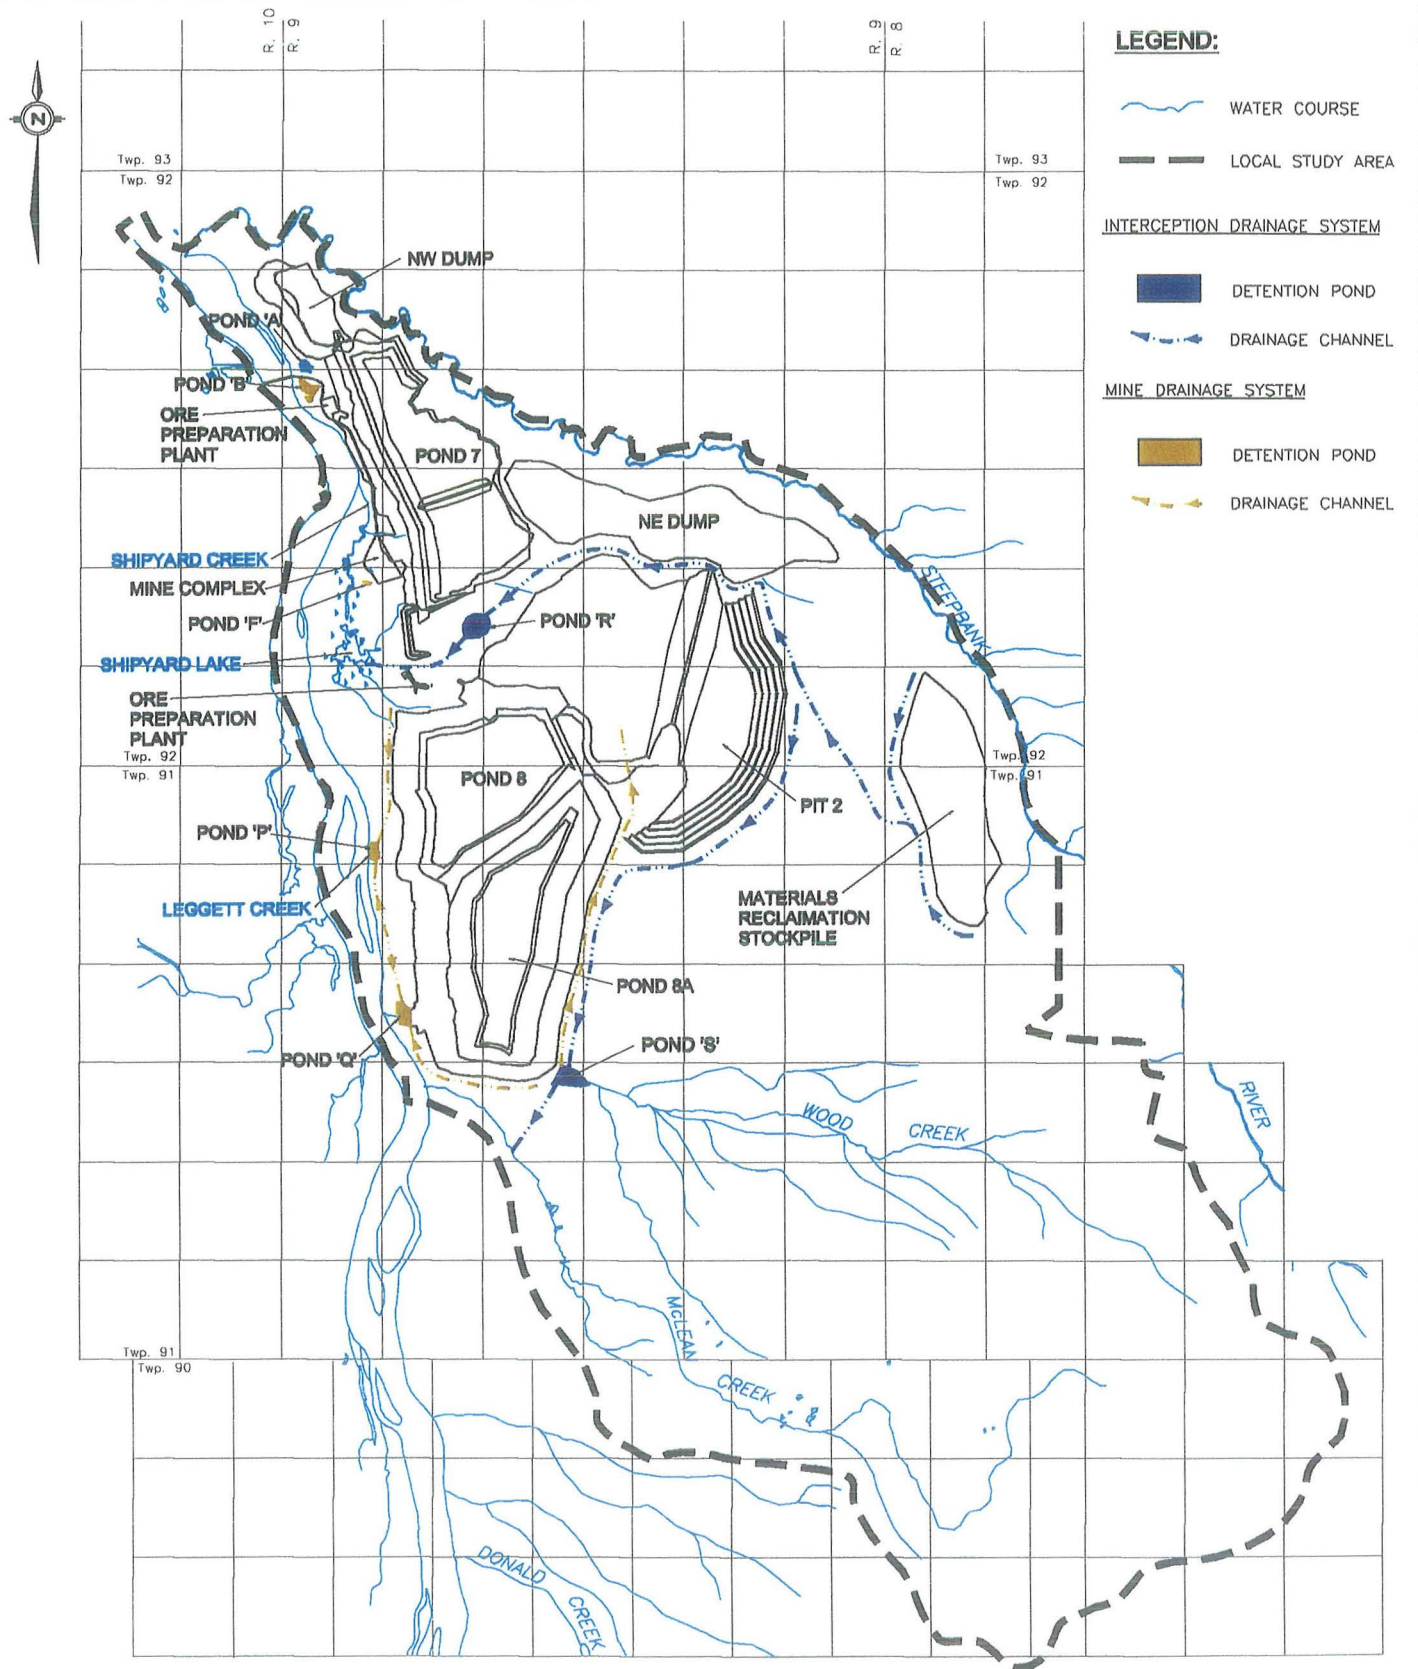 R. 10
R. 9
R. 9
R. 8
LEGEND:
WATER COURSE
LOCAL STUDY AREA
INTERCEPTION DRAINAGE SYSTEM
DETENTION POND
DRAINAGE CHANNEL
MINE DRAINAGE SYSTEM
DETENTION POND
DRAINAGE CHANNEL
N
Twp. 93
Twp. 92
Twp. 93
Twp. 92
NW DUMP
POND 'A'
POND 'B'
ORE
PREPARATION
PLANT
POND 7
NE DUMP
SHIPYARD CREEK
MINE COMPLEX
POND 'F'
POND 'R'
STEEPBANK
SHIPYARD LAKE
ORE
PREPARATION
PLANT
Twp. 92
Twp. 91
Twp. 92
Twp. 91
POND 8
PIT 2
POND 'P'
LEGGETT CREEK
MATERIALS
RECLAIMATION
STOCKPILE
POND 8A
POND 'S'
POND 'Q'
RIVER
WOOD
CREEK
McLEAN
CREEK
Twp. 91
Twp. 90
DONALD
CREEK